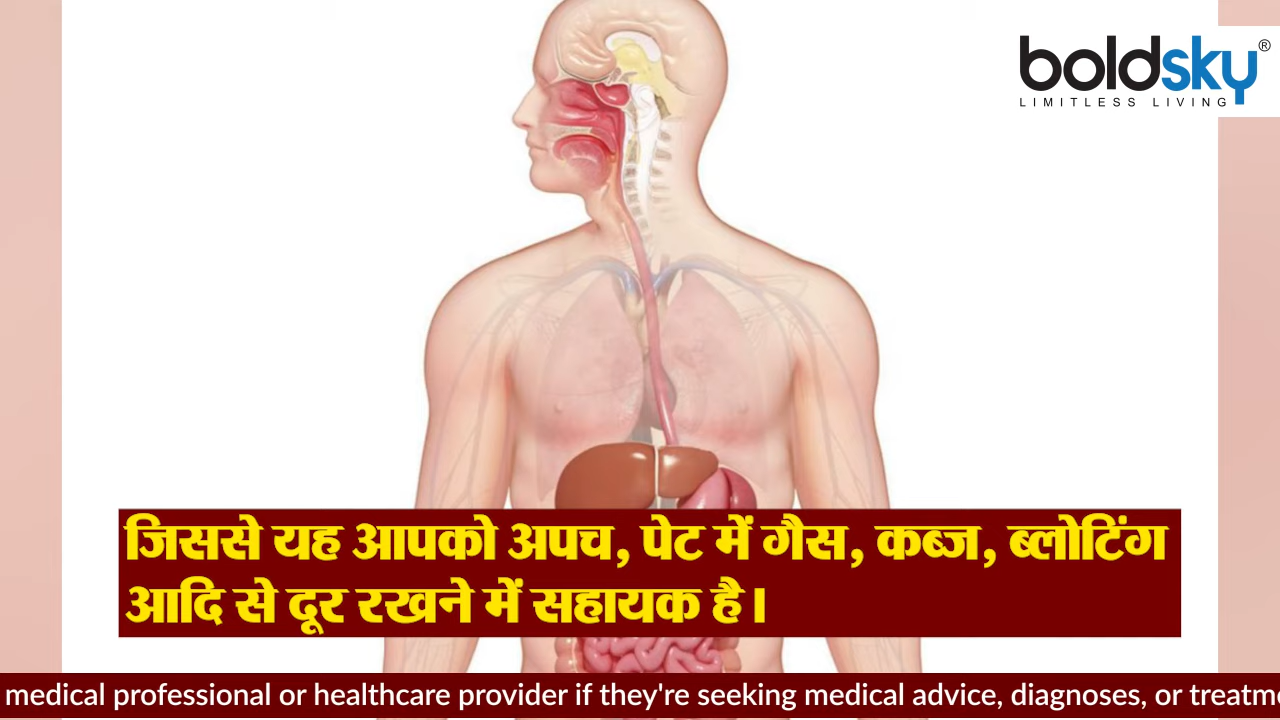 boldsky®
LIMITLESS LIVING
जिससे यह आपको अपच, पेट में गैस, कब्ज, ब्लोटिंग
आदि से दूर रखने में सहायक है।
medical professional or healthcare provider if they're seeking medical advice, diagnoses, or